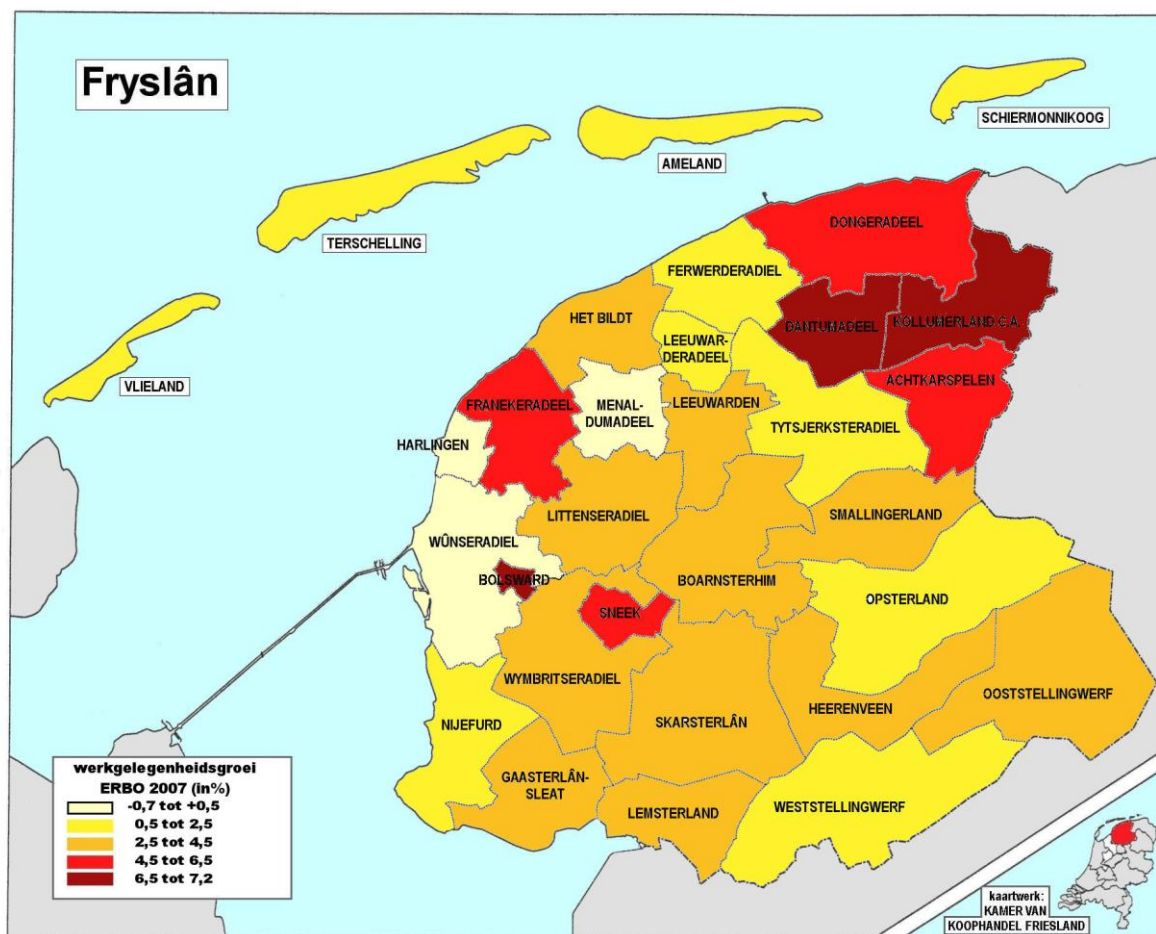 Fryslân
SCHIERMONNIKOOG
AMELAND
TERSCHELLING
VLIELAND
DONGERADEEL
FERWERDERADIEL
HET BILDT
DANTUMADEEL
KOLLUMERLAND C.A.
LEEUWAR-
DERADEEL
ACHTKARSPELEN
FRANEKERADEEL
MENAL-
DUMADEEL
LEEUWARDEN
TYTSJERKSTERADIEL
HARLINGEN
LITTENSERADIEL
SMALLINGERLAND
WÛNSERADIEL
BOLSWARD
BOARNSTERHIM
OPSTERLAND
SNEEK
WYMBRITSERADIEL
OOSTSTELLINGWERF
NIJEFURD
SKARSTERLÂN
HEERENVEEN
GAASTERLÂN-
SLEAT
LEMSTERLAND
WESTSTELLINGWERF
werkgelegenheidsgroei
ERBO 2007 (in%)
-0,7 tot +0,5
0,5 tot 2,5
2,5 tot 4,5
4,5 tot 6,5
6,5 tot 7,2
kaartwerk:
KAMER VAN
KOOPHANDEL FRIESLAND